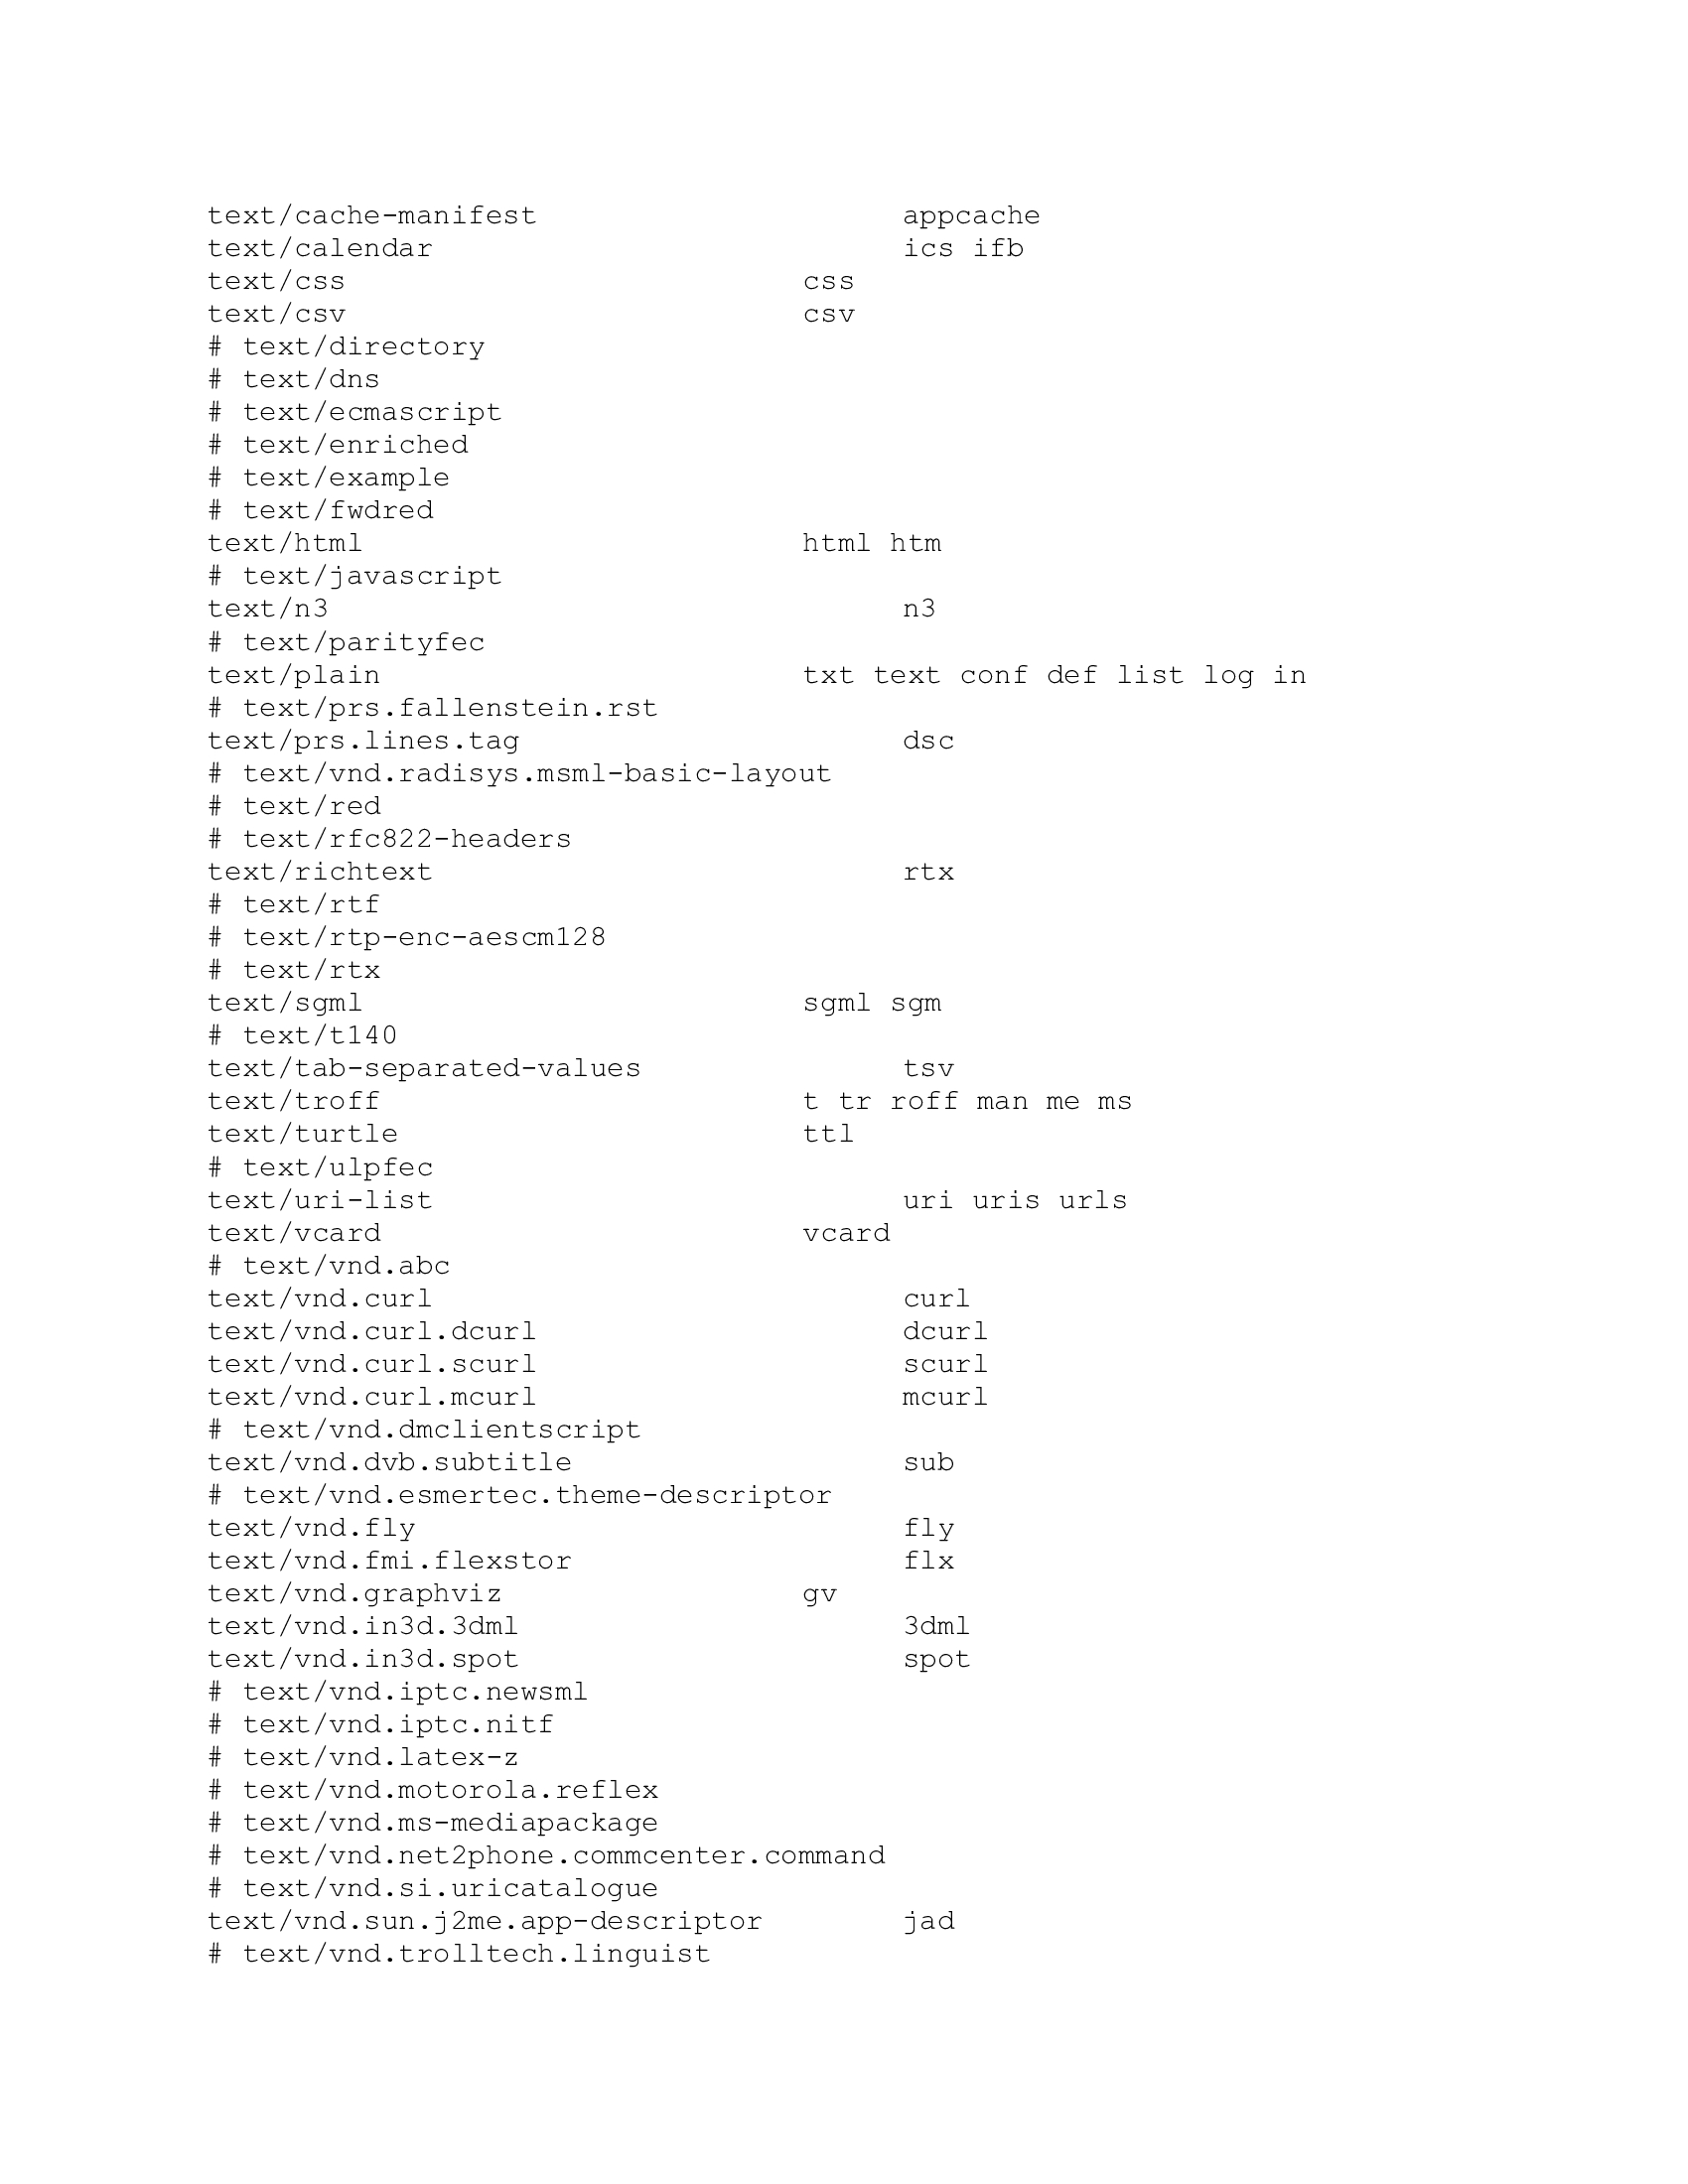 text/cache-manifest appcache
text/calendar ics ifb
text/css css
text/csv csv
# text/directory
# text/dns
# text/ecmascript
# text/enriched
# text/example
# text/fwdred
text/html html htm
# text/javascript
text/n3 n3
# text/parityfec
text/plain txt text conf def list log in
# text/prs.fallenstein.rst
text/prs.lines.tag dsc
# text/vnd.radisys.msml-basic-layout
# text/red
# text/rfc822-headers
text/richtext rtx
# text/rtf
# text/rtp-enc-aescm128
# text/rtx
text/sgml sgml sgm
# text/t140
text/tab-separated-values tsv
text/troff t tr roff man me ms
text/turtle ttl
# text/ulpfec
text/uri-list uri uris urls
text/vcard vcard
# text/vnd.abc
text/vnd.curl curl
text/vnd.curl.dcurl dcurl
text/vnd.curl.scurl scurl
text/vnd.curl.mcurl mcurl
# text/vnd.dmclientscript
text/vnd.dvb.subtitle sub
# text/vnd.esmertec.theme-descriptor
text/vnd.fly fly
text/vnd.fmi.flexstor flx
text/vnd.graphviz gv
text/vnd.in3d.3dml 3dml
text/vnd.in3d.spot spot
# text/vnd.iptc.newsml
# text/vnd.iptc.nitf
# text/vnd.latex-z
# text/vnd.motorola.reflex
# text/vnd.ms-mediapackage
# text/vnd.net2phone.commcenter.command
# text/vnd.si.uricatalogue
text/vnd.sun.j2me.app-descriptor jad
# text/vnd.trolltech.linguist